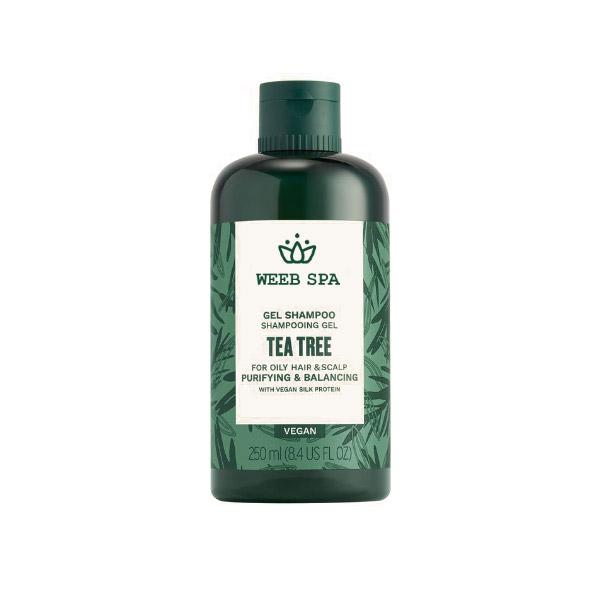 WEEB SPA
GEL SHAMPOO
SHAMPOOING GEL
TEA TREE
FOR OILY HAIR &SCALP
PURIFYING & BALANCING
WITH VEGAN SILK PROTEIN
VEGAN
250 ml (8.4 US FL OZ)